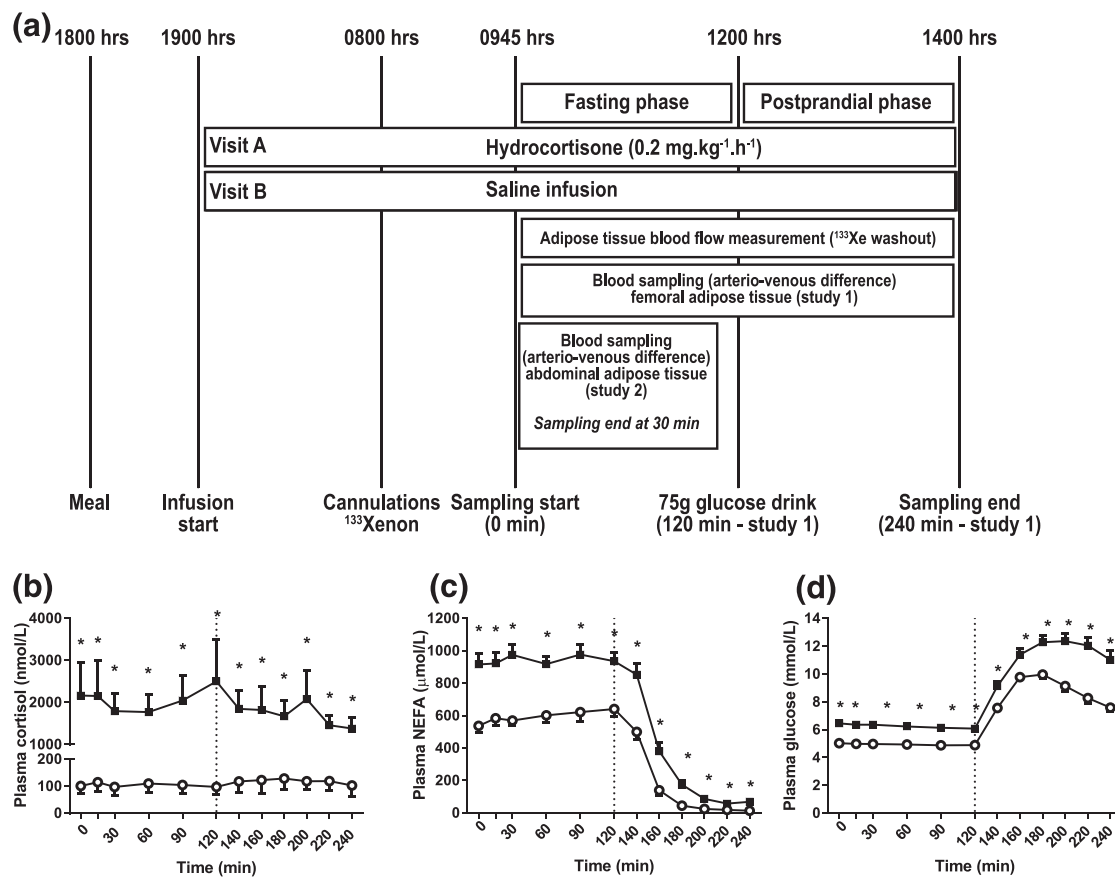 (a)
1800 hrs 1900 hrs 0800 hrs 0945 hrs 1200 hrs 1400 hrs
Fasting phase Postprandial phase
Visit A Hydrocortisone (0.2 mg.kg⁻¹.h⁻¹)
Visit B Saline infusion
Adipose tissue blood flow measurement (¹³³Xe washout)
Blood sampling (arterio-venous difference)
femoral adipose tissue (study 1)
Blood sampling
(arterio-venous difference)
abdominal adipose tissue
(study 2)
Sampling end at 30 min
Meal Infusion Cannulations Sampling start 75g glucose drink Sampling end
start ¹³³Xenon (0 min) (120 min - study 1) (240 min - study 1)
(b)
Plasma cortisol (nmol/L)
4000
3000
2000
1000
200
100
0
* * * * * * * * * * * *
0 30 60 90 120 140 160 180 200 220 240
Time (min)
(c)
Plasma NEFA (μmol/L)
1200
1000
800
600
400
200
0
* * * * * * * * * * * *
0 30 60 90 120 140 160 180 200 220 240
Time (min)
(d)
Plasma glucose (mmol/L)
14
12
10
8
6
4
2
0
* * * * * * * * * * * *
0 30 60 90 120 140 160 180 200 220 240
Time (min)